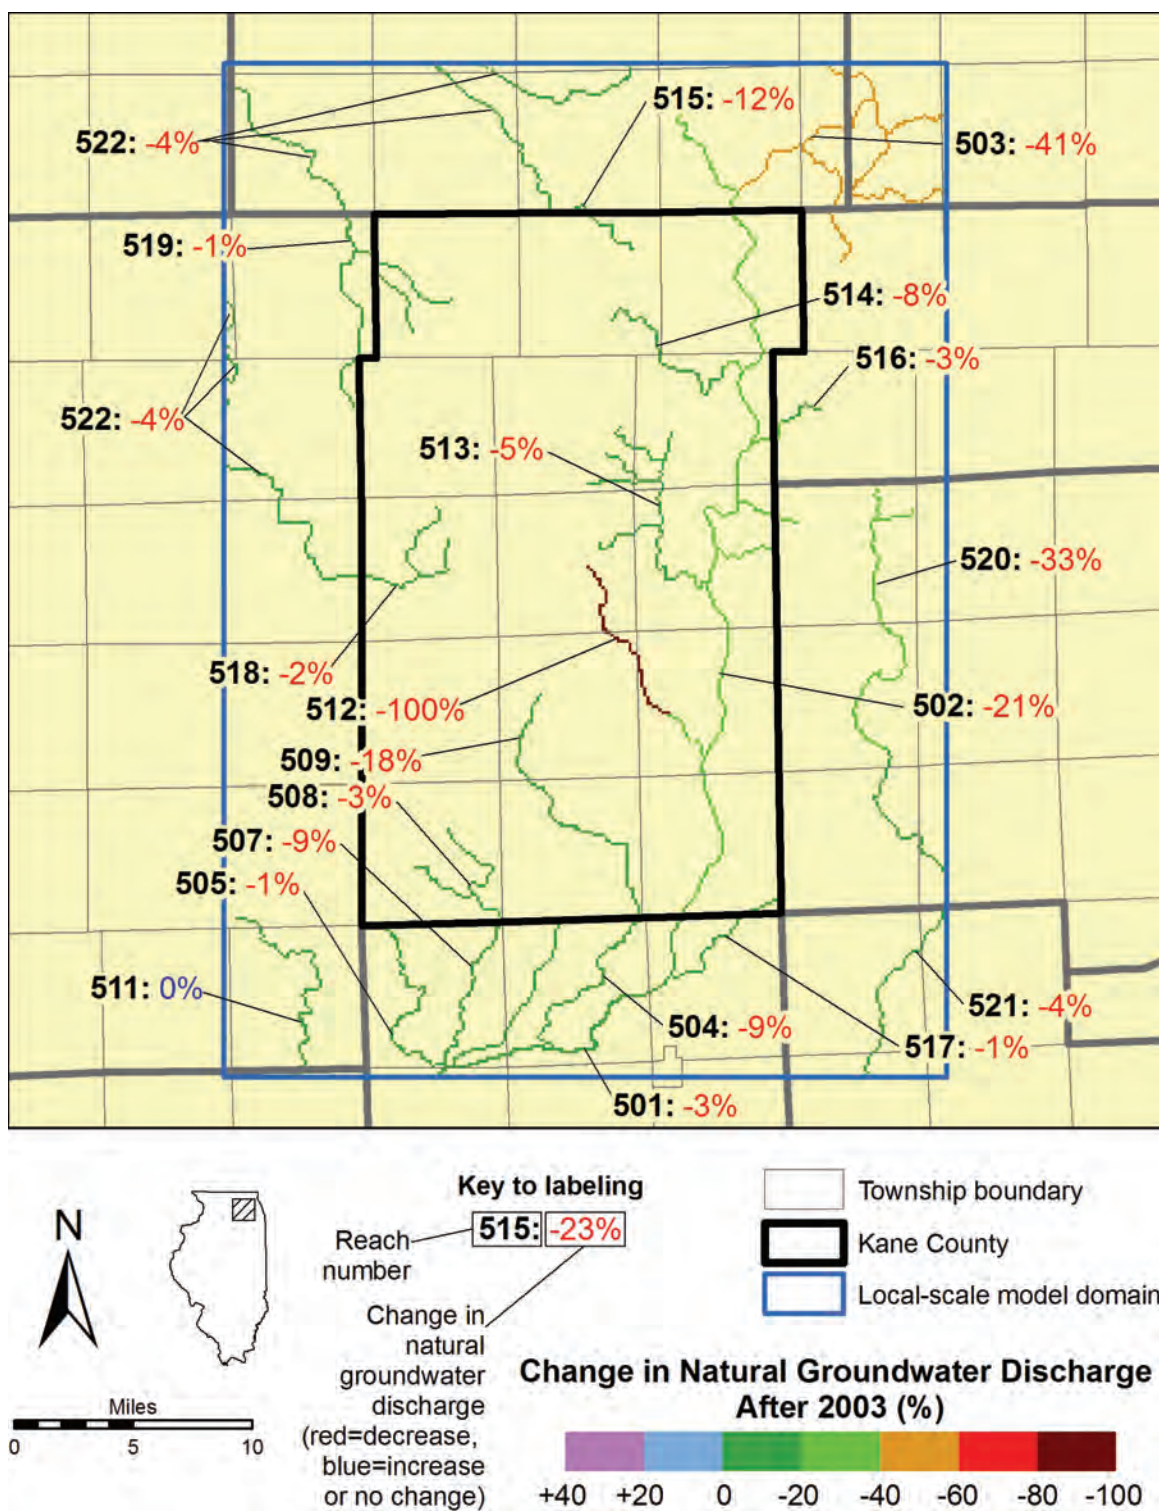 515: -12%
522: -4%
503: -41%
519: -1%
514: -8%
516: -3%
522: -4%
513: -5%
520: -33%
518: -2%
512: -100%
502: -21%
509: -18%
508: -3%
507: -9%
505: -1%
511: 0%
521: -4%
504: -9%
517: -1%
501: -3%
N
Miles
0 5 10
Key to labeling
515: -23%
Reach
number
Change in
natural
groundwater
discharge
(red=decrease,
blue=increase
or no change)
Township boundary
Kane County
Local-scale model domain
Change in Natural Groundwater Discharge
After 2003 (%)
+40 +20 0 -20 -40 -60 -80 -100